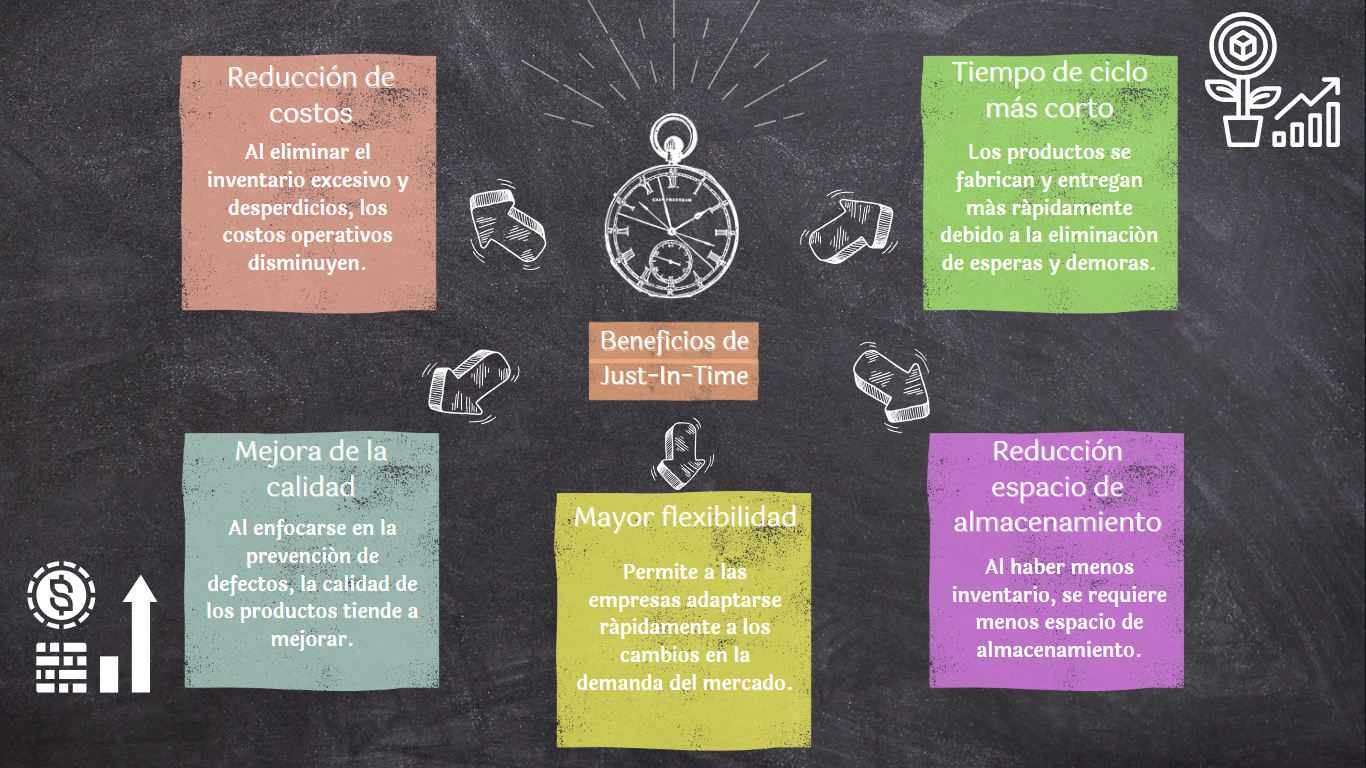 Reducción de
costos
Al eliminar el
inventario excesivo y
desperdicios, los
costos operativos
disminuyen.
Tiempo de ciclo
más corto
Los productos se
fabrican y entregan
màs ràpidamente
debido a la eliminaciòn
de esperas y demoras.
Beneficios de
Just-In-Time
Mejora de la
calidad
Al enfocarse en la
prevenciòn de
defectos, la calidad de
los productos tiende a
mejorar.
Mayor flexibilidad
Permite a las
empresas adaptarse
ràpidamente a los
cambios en la
demanda del mercado.
Reducción
espacio de
almacenamiento
Al haber menos
inventario, se requiere
menos espacio de
almacenamiento.